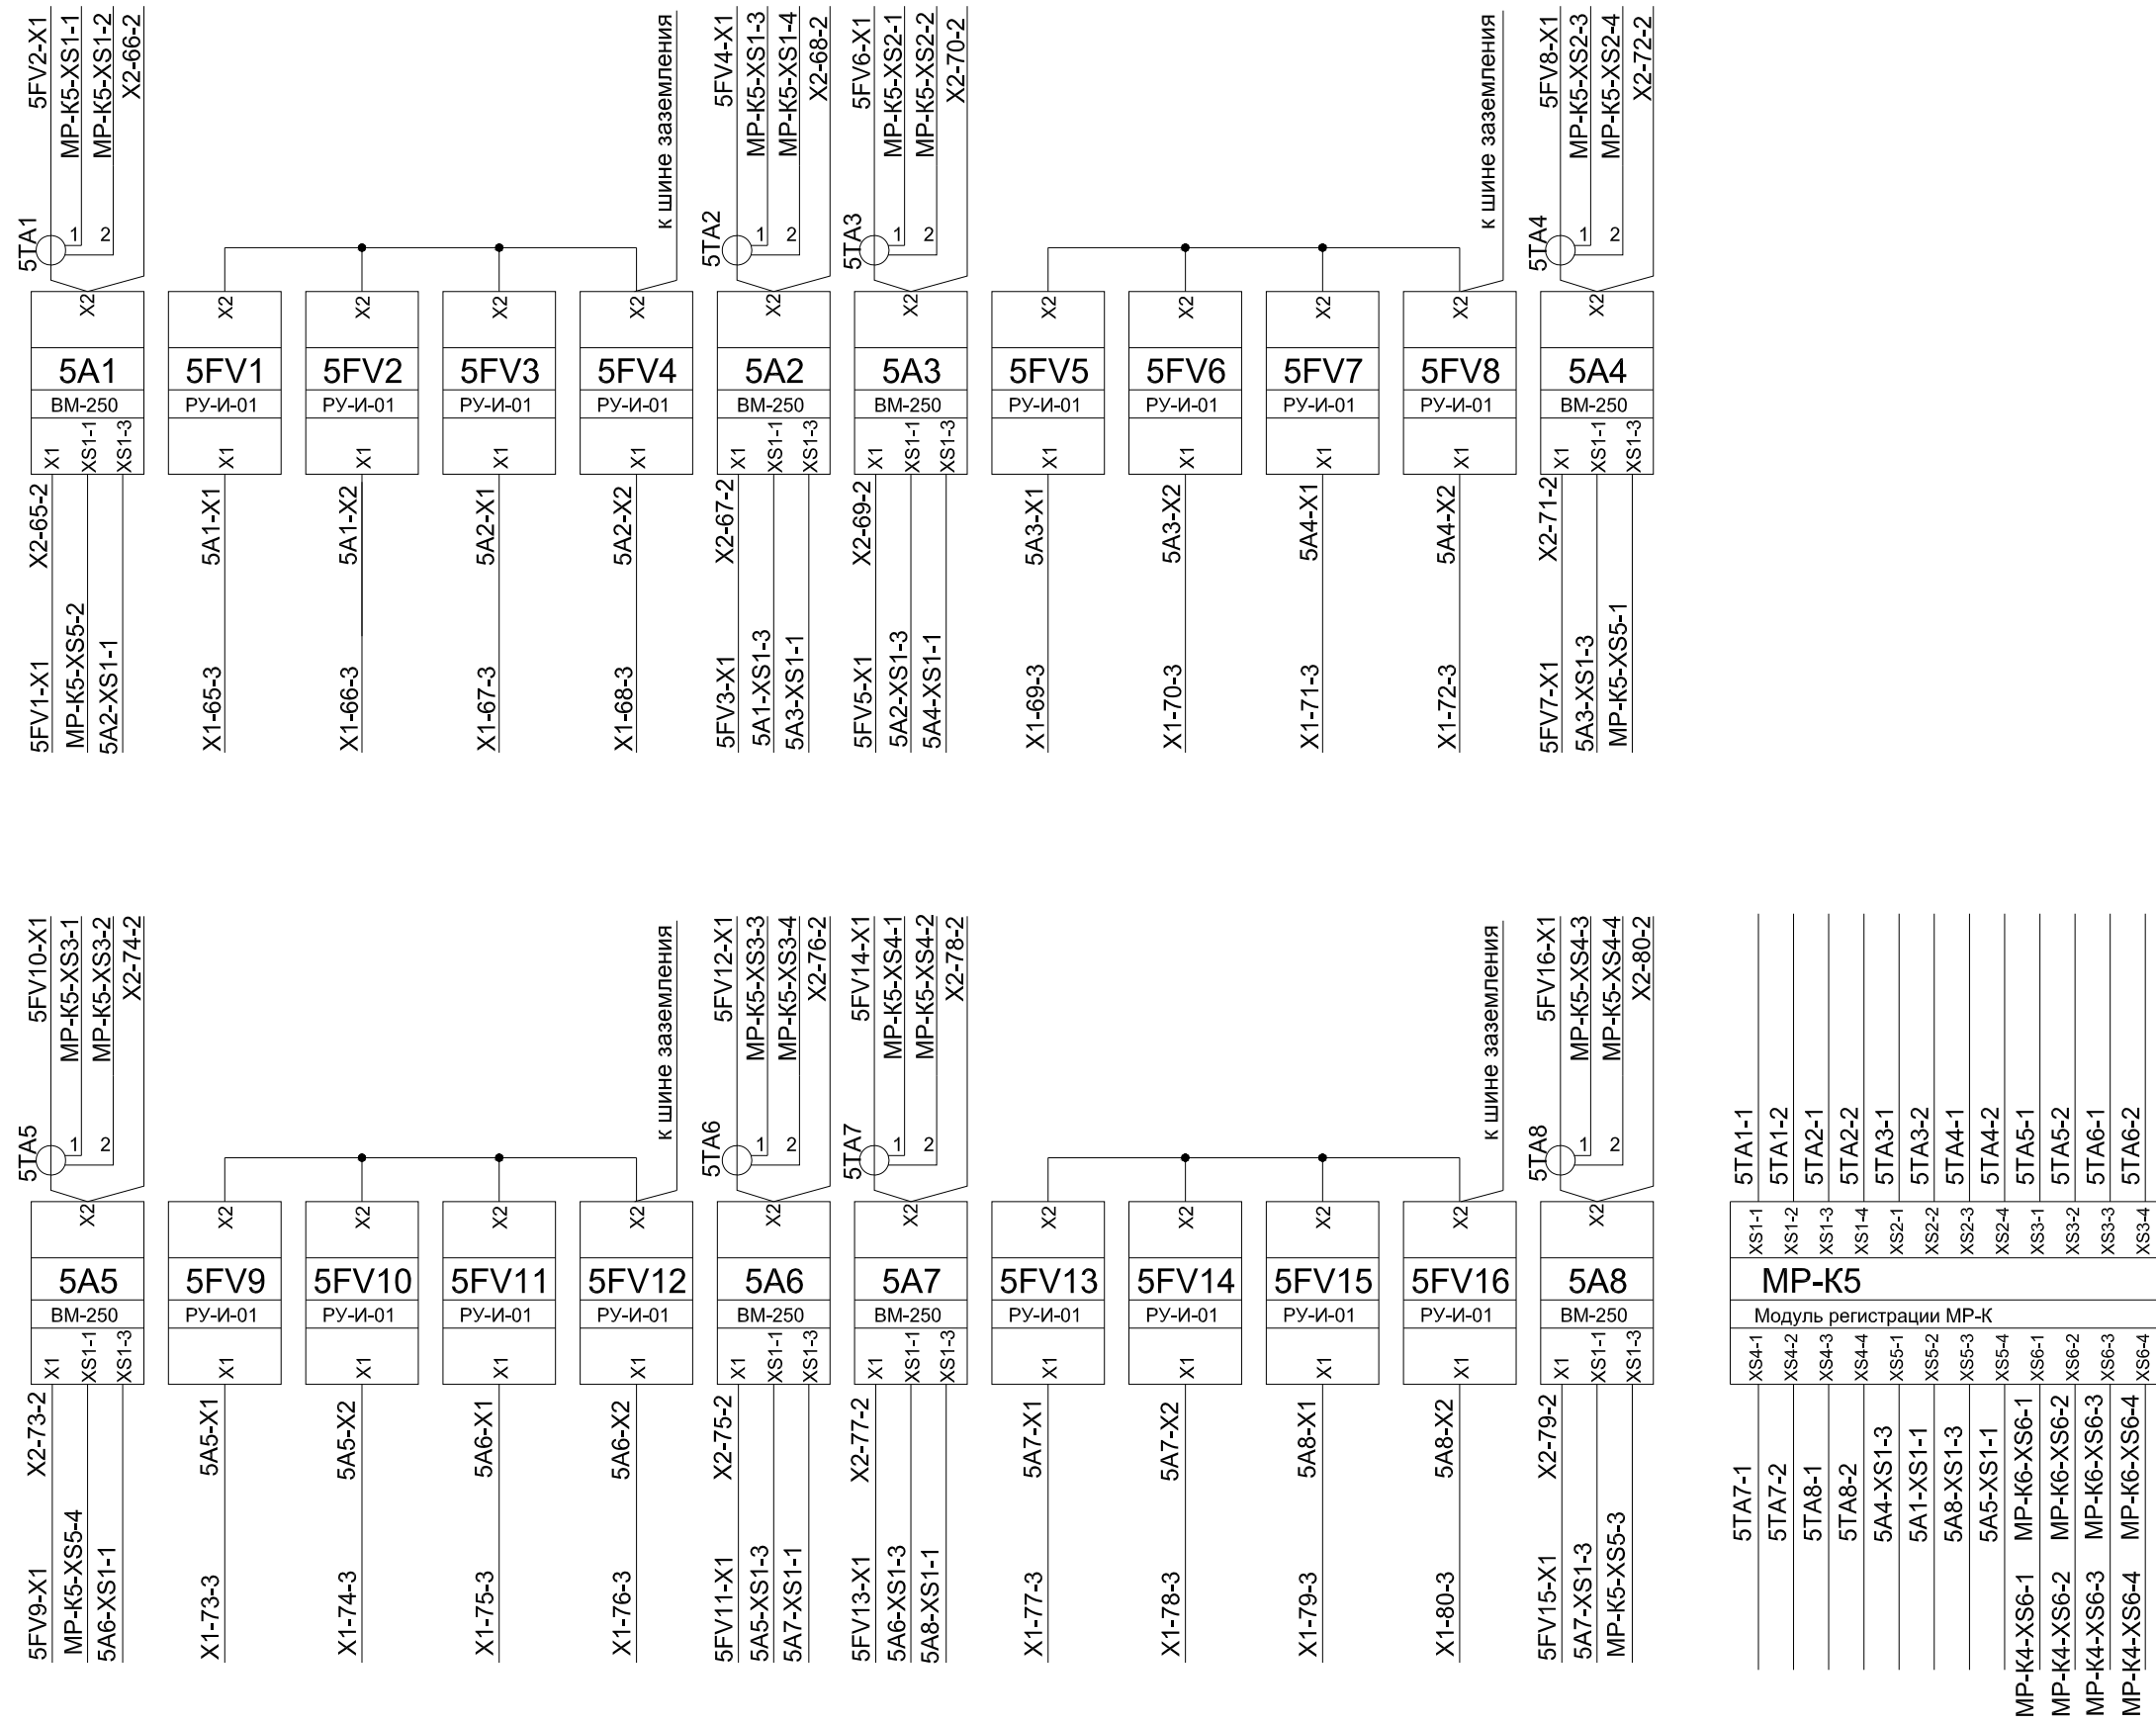 5FV2-X1
МР-К5-XS1-1
МР-К5-XS1-2
X2-66-2
к шине заземления
5FV4-X1
МР-К5-XS1-3
МР-К5-XS1-4
X2-68-2
5FV6-X1
МР-К5-XS2-1
МР-К5-XS2-2
X2-70-2
к шине заземления
5FV8-X1
МР-К5-XS2-3
МР-К5-XS2-4
X2-72-2
5TA1
1
2
5TA2
1
2
5TA3
1
2
5TA4
1
2
X2
X2
X2
X2
X2
X2
X2
X2
X2
X2
X2
X2
5A1
5FV1
5FV2
5FV3
5FV4
5A2
5A3
5FV5
5FV6
5FV7
5FV8
5A4
ВМ-250
РУ-И-01
РУ-И-01
РУ-И-01
РУ-И-01
ВМ-250
ВМ-250
РУ-И-01
РУ-И-01
РУ-И-01
РУ-И-01
ВМ-250
X1
XS1-1
XS1-3
X1
X1
X1
X1
X1
XS1-1
XS1-3
X1
XS1-1
XS1-3
X1
X1
X1
X1
X1
XS1-1
XS1-3
5FV1-X1 X2-65-2
МР-К5-XS5-2
5A2-XS1-1
X1-65-3 5A1-X1
X1-66-3 5A1-X2
X1-67-3 5A2-X1
X1-68-3 5A2-X2
5FV3-X1 X2-67-2
5A1-XS1-3
5A3-XS1-1
5FV5-X1 X2-69-2
5A2-XS1-3
5A4-XS1-1
X1-69-3 5A3-X1
X1-70-3 5A3-X2
X1-71-3 5A4-X1
X1-72-3 5A4-X2
5FV7-X1 X2-71-2
5A3-XS1-3
МР-К5-XS5-1
5FV10-X1
МР-К5-XS3-1
МР-К5-XS3-2
X2-74-2
к шине заземления
5FV12-X1
МР-К5-XS3-3
МР-К5-XS3-4
X2-76-2
5FV14-X1
МР-К5-XS4-1
МР-К5-XS4-2
X2-78-2
к шине заземления
5FV16-X1
МР-К5-XS4-3
МР-К5-XS4-4
X2-80-2
5TA5
1
2
5TA6
1
2
5TA7
1
2
5TA8
1
2
5TA1-1
5TA1-2
5TA2-1
5TA2-2
5TA3-1
5TA3-2
5TA4-1
5TA4-2
5TA5-1
5TA5-2
5TA6-1
5TA6-2
X2
X2
X2
X2
X2
X2
X2
X2
X2
X2
X2
X2
XS1-1
XS1-2
XS1-3
XS1-4
XS2-1
XS2-2
XS2-3
XS2-4
XS3-1
XS3-2
XS3-3
XS3-4
5A5
5FV9
5FV10
5FV11
5FV12
5A6
5A7
5FV13
5FV14
5FV15
5FV16
5A8
МР-К5
ВМ-250
РУ-И-01
РУ-И-01
РУ-И-01
РУ-И-01
ВМ-250
ВМ-250
РУ-И-01
РУ-И-01
РУ-И-01
РУ-И-01
ВМ-250
Модуль регистрации МР-К
X1
XS1-1
XS1-3
X1
X1
X1
X1
X1
XS1-1
XS1-3
X1
XS1-1
XS1-3
X1
X1
X1
X1
X1
XS1-1
XS1-3
XS4-1
XS4-2
XS4-3
XS4-4
XS5-1
XS5-2
XS5-3
XS5-4
XS6-1
XS6-2
XS6-3
XS6-4
5FV9-X1 X2-73-2
МР-К5-XS5-4
5A6-XS1-1
X1-73-3 5A5-X1
X1-74-3 5A5-X2
X1-75-3 5A6-X1
X1-76-3 5A6-X2
5FV11-X1 X2-75-2
5A5-XS1-3
5A7-XS1-1
5FV13-X1 X2-77-2
5A6-XS1-3
5A8-XS1-1
X1-77-3 5A7-X1
X1-78-3 5A7-X2
X1-79-3 5A8-X1
X1-80-3 5A8-X2
5FV15-X1 X2-79-2
5A7-XS1-3
МР-К5-XS5-3
5TA7-1
5TA7-2
5TA8-1
5TA8-2
5A4-XS1-3
5A1-XS1-1
5A8-XS1-3
5A5-XS1-1
МР-К4-XS6-1 МР-К6-XS6-1
МР-К4-XS6-2 МР-К6-XS6-2
МР-К4-XS6-3 МР-К6-XS6-3
МР-К4-XS6-4 МР-К6-XS6-4